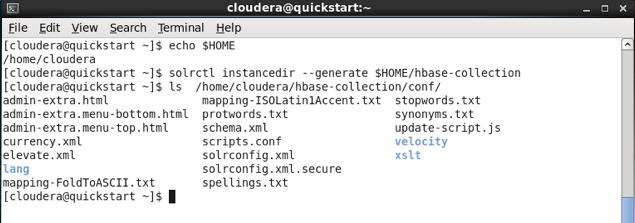 cloudera@quickstart:~
File Edit View Search Terminal Help
[cloudera@quickstart ~]$ echo $HOME
/home/cloudera
[cloudera@quickstart ~]$ solrctl instancedir --generate $HOME/hbase-collection
[cloudera@quickstart ~]$ ls  /home/cloudera/hbase-collection/conf/
admin-extra.html mapping-ISOLatin1Accent.txt stopwords.txt
admin-extra.menu-bottom.html protwords.txt synonyms.txt
admin-extra.menu-top.html schema.xml update-script.js
currency.xml scripts.conf velocity
elevate.xml solrconfig.xml xslt
lang solrconfig.xml.secure
mapping-FoldToASCII.txt spellings.txt
[cloudera@quickstart ~]$